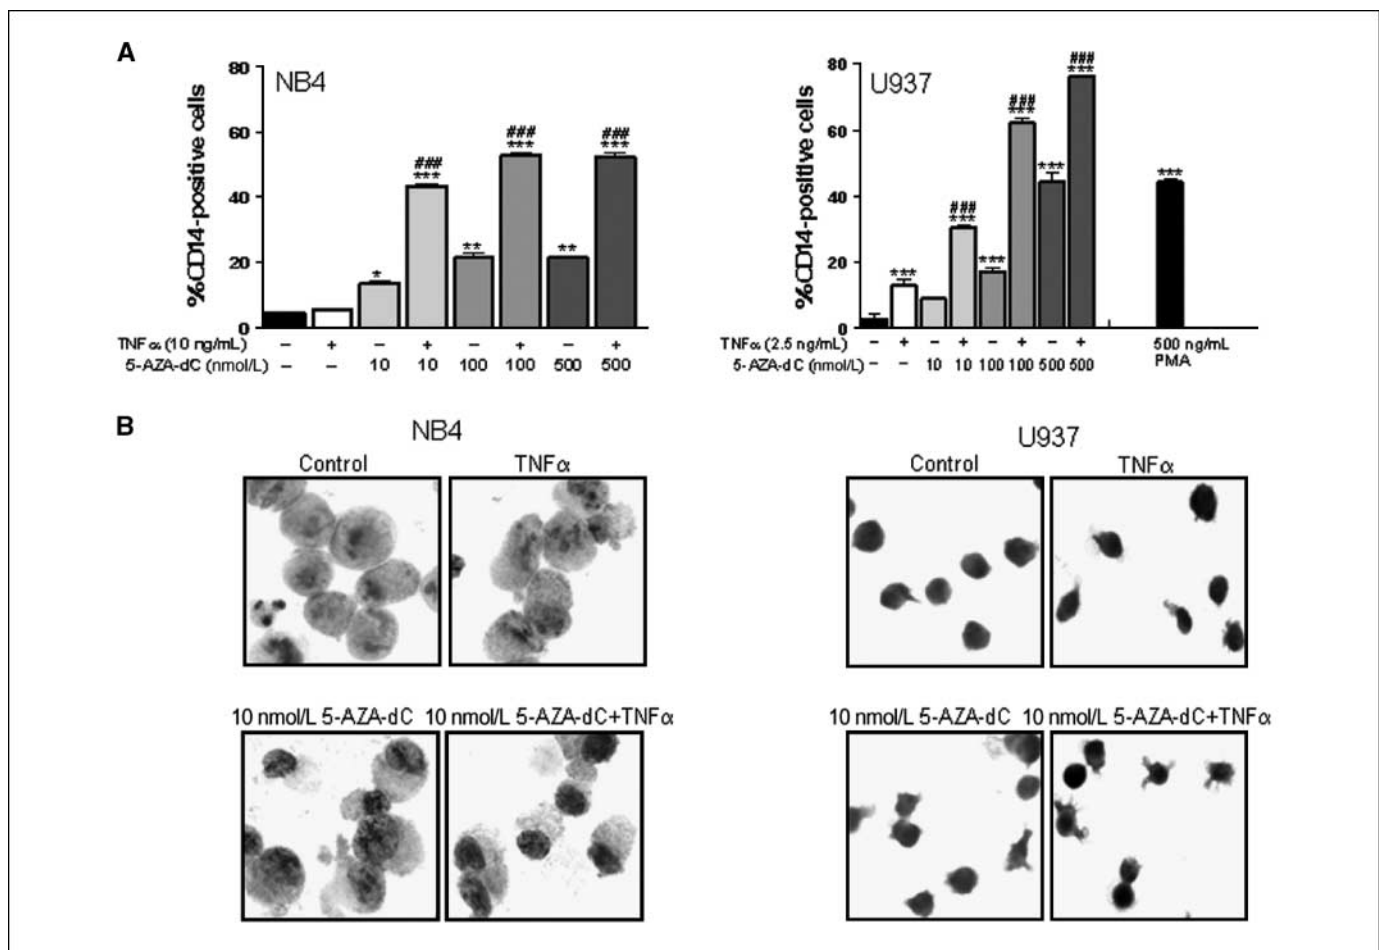 A
NB4
%CD14-positive cells
80
60
40
20
0
*
###
***
**
###
***
**
###
***
TNFα (10 ng/mL) – + – + – + – +
5-AZA-dC (nmol/L) – – 10 10 100 100 500 500
U937
%CD14-positive cells
80
60
40
20
0
***
###
***
***
###
***
***
###
***
***
TNFα (2.5 ng/mL) – + – + – + – +
5-AZA-dC (nmol/L) – – 10 10 100 100 500 500
500 ng/mL
PMA
B
NB4
Control TNFα
10 nmol/L 5-AZA-dC 10 nmol/L 5-AZA-dC+TNFα
U937
Control TNFα
10 nmol/L 5-AZA-dC 10 nmol/L 5-AZA-dC+TNFα